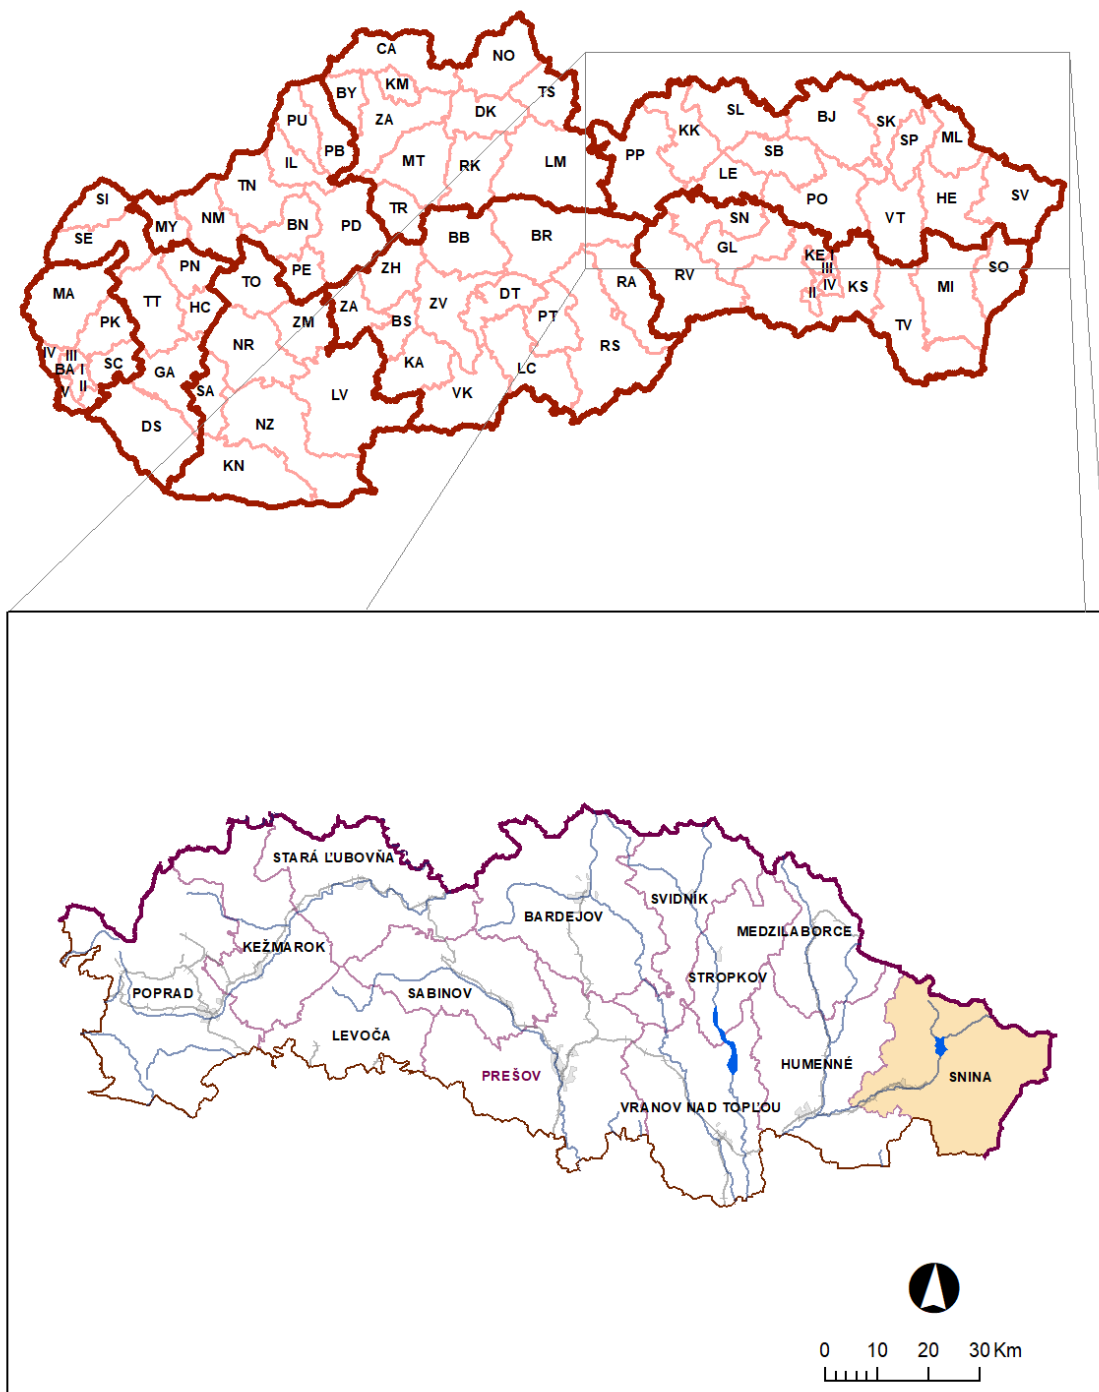 CA
NO
KM
BY
TS
PU
ZA
DK
BJ
SL
SK
ML
KK
SP
PB
PP
SB
IL
MT
RK
LM
LE
TN
HE
SV
PO
SI
TR
NM
SN
VT
MY
BN
PD
BB
BR
SE
GL
KE I
ZH
SO
PN
PE
III
RV
TO
RA
IV
KS
MI
MA
TT
DT
II
HC
ZA
ZV
PT
TV
PK
ZM
BS
NR
RS
IV
III
SC
KA
BA
I
GA
LC
II
V
SA
LV
VK
DS
NZ
KN
STARÁ ĽUBOVŇA
SVIDNÍK
BARDEJOV
MEDZILABORCE
KEŽMAROK
STROPKOV
POPRAD
SABINOV
LEVOČA
HUMENNÉ
PREŠOV
SNINA
VRANOV NAD TOPĽOU
0 10 20 30 Km